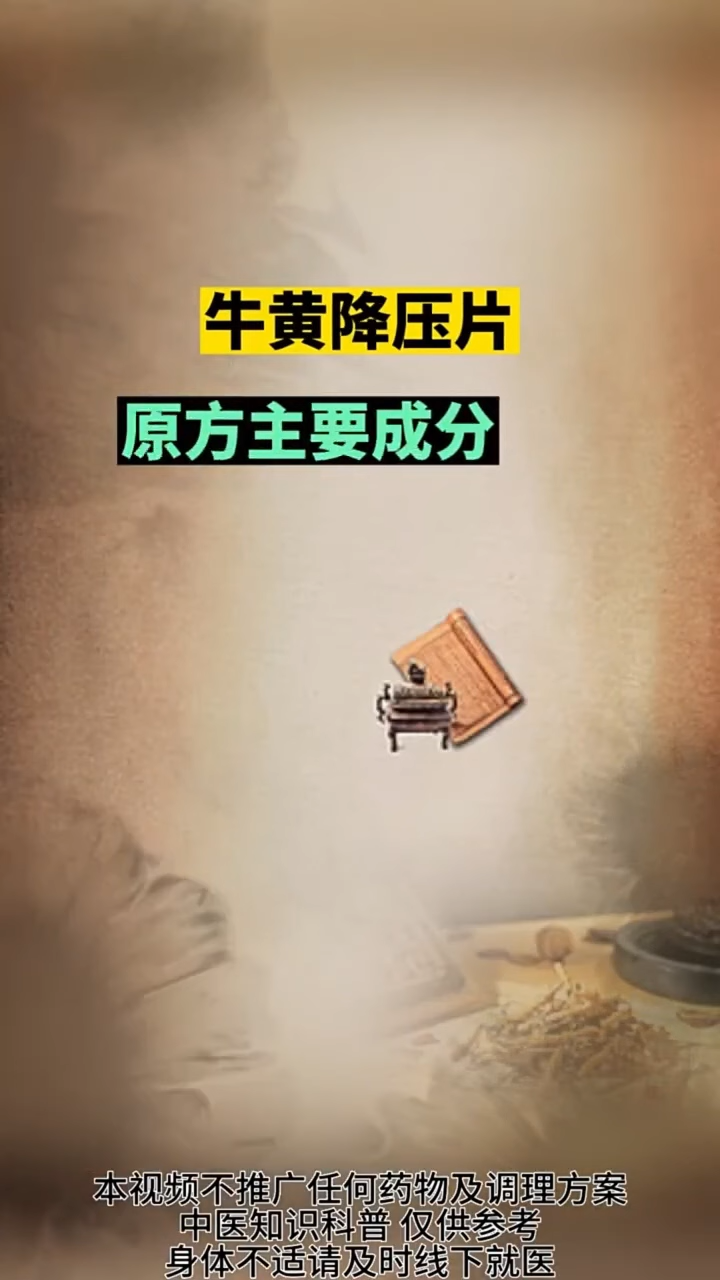 牛黄降压片
原方主要成分
本视频不推广任何药物及调理方案
中医知识科普 仅供参考
身体不适请及时线下就医